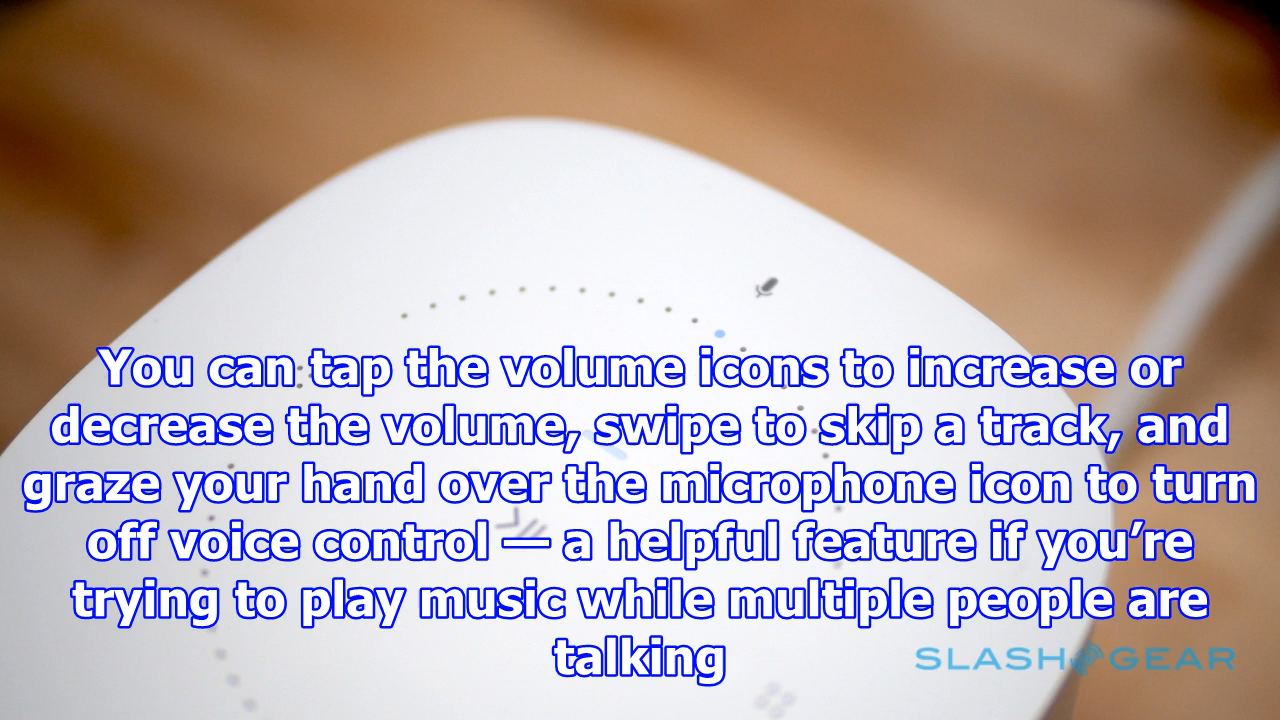 You can tap the volume icons to increase or
decrease the volume, swipe to skip a track, and
graze your hand over the microphone icon to turn
off voice control — a helpful feature if you’re
trying to play music while multiple people are
talking
SLASHGEAR